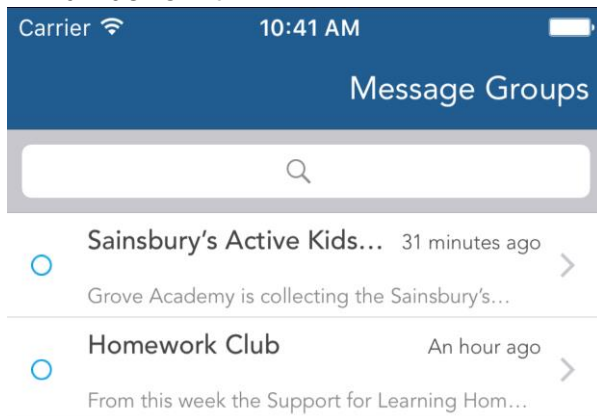 Carrier 10:41 AM
Message Groups
Sainsbury's Active Kids... 31 minutes ago
Grove Academy is collecting the Sainsbury's...
Homework Club An hour ago
From this week the Support for Learning Hom...